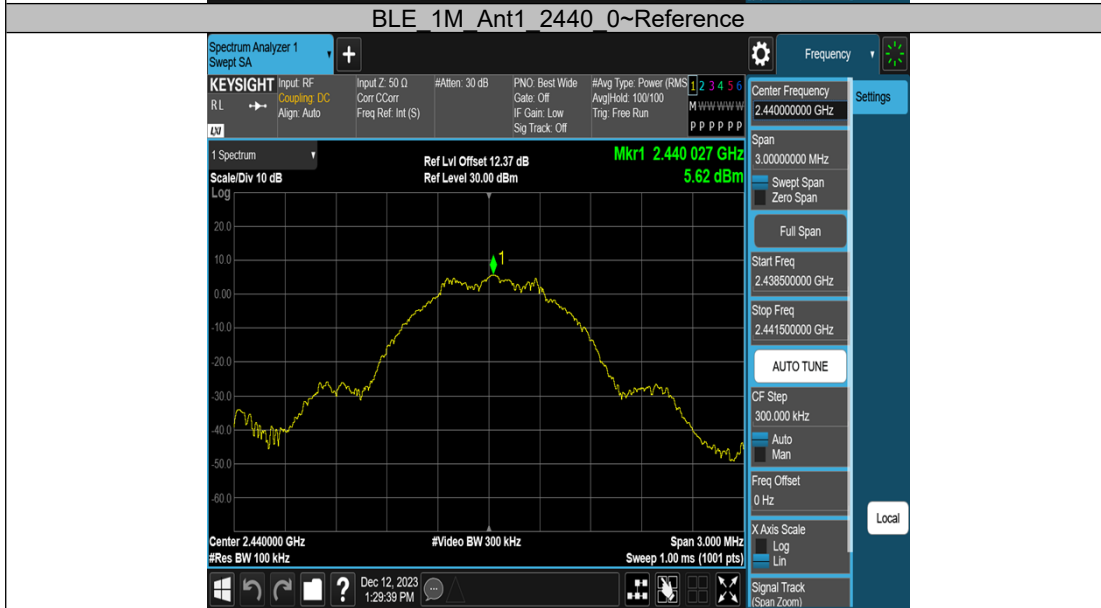 BLE_1M_Ant1_2440_0~Reference
Spectrum Analyzer 1
Swept SA
+
Frequency
KEYSIGHT
RL
LXI
Input: RF
Coupling: DC
Align: Auto
Input Z: 50 Ω
Corr CCorr
Freq Ref: Int (S)
#Atten: 30 dB
PNO: Best Wide
Gate: Off
IF Gain: Low
Sig Track: Off
#Avg Type: Power (RMS
Avg|Hold: 100/100
Trig: Free Run
1 2 3 4 5 6
M W W W W W
P P P P P P
1 Spectrum
Scale/Div 10 dB
Ref Lvl Offset 12.37 dB
Ref Level 30.00 dBm
Mkr1 2.440 027 GHz
5.62 dBm
Log
20.0
10.0
0.00
-10.0
-20.0
-30.0
-40.0
-50.0
-60.0
1
Center 2.440000 GHz
#Res BW 100 kHz
#Video BW 300 kHz
Span 3.000 MHz
Sweep 1.00 ms (1001 pts)
?
Dec 12, 2023
1:29:39 PM
Center Frequency
2.440000000 GHz
Span
3.00000000 MHz
Swept Span
Zero Span
Full Span
Start Freq
2.438500000 GHz
Stop Freq
2.441500000 GHz
AUTO TUNE
CF Step
300.000 kHz
Auto
Man
Freq Offset
0 Hz
X Axis Scale
Log
Lin
Signal Track
(Span Zoom)
Settings
Local